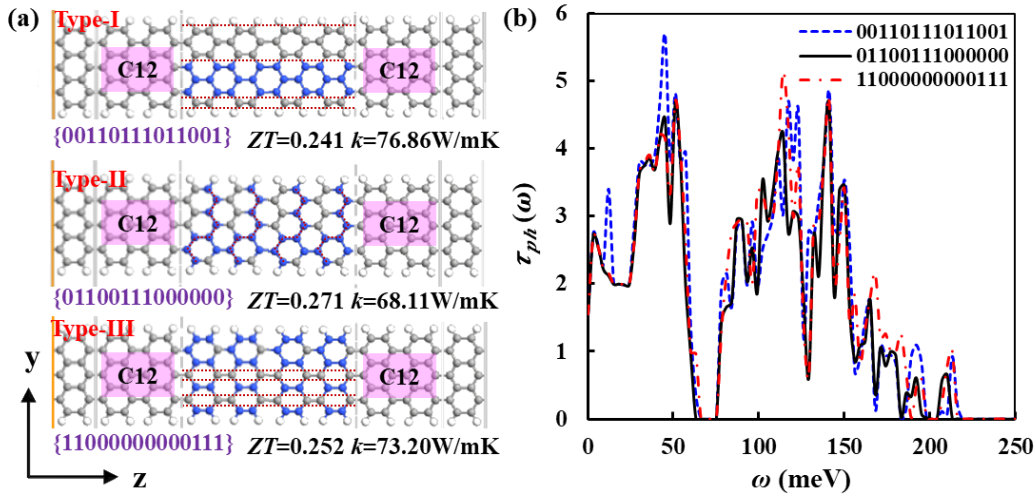 (a)
Type-I
C12 C12
{00110111011001} ZT=0.241 k=76.86W/mK
Type-II
C12 C12
{01100111000000} ZT=0.271 k=68.11W/mK
Type-III
C12 C12
{11000000000111} ZT=0.252 k=73.20W/mK
y
z
(b)
00110111011001
01100111000000
11000000000111
τph (ω)
6
5
4
3
2
1
0
0 50 100 150 200 250
ω (meV)